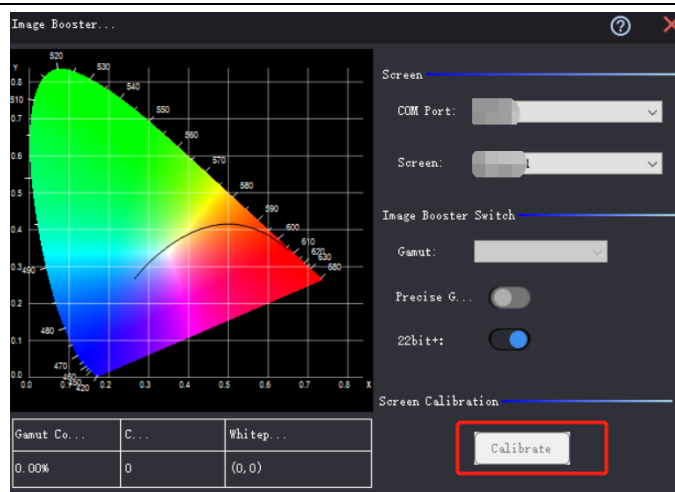 Image Booster...
Screen
COM Port:
Screen:
1
Image Booster Switch
Gamut:
Precise G...
22bit+:
Screen Calibration
Calibrate
Y
0.8
0.7
0.6
0.5
0.4
0.3
0.2
0.1
0.0
0.0
0.2
0.3
0.4
0.5
0.6
0.7
0.8
X
520
530
540
550
560
570
580
590
600
610
620
630
680
510
490
480
470
420
Gamut Co... C... Whitep...
0.00% 0 (0, 0)